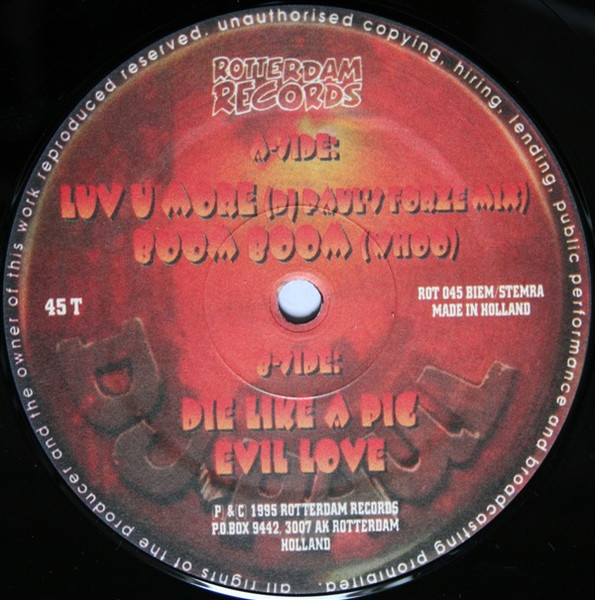 all rights of the producer and the owner of this work reproduced reserved. unauthorised copying, hiring, lending, public performance and broadcasting prohibited.
ROTTERDAM
RECORDS
A-SIDE:
LUV U MORE (DJ PAUL'S FORZE MIX)
BOOM BOOM (WHOO)
45 T
ROT 045 BIEM/STEMRA
MADE IN HOLLAND
B-SIDE:
DIE LIKE A PIG
EVIL LOVE
DJ PAUL
P & C 1995 ROTTERDAM RECORDS
P.O.BOX 9442, 3007 AK ROTTERDAM
HOLLAND